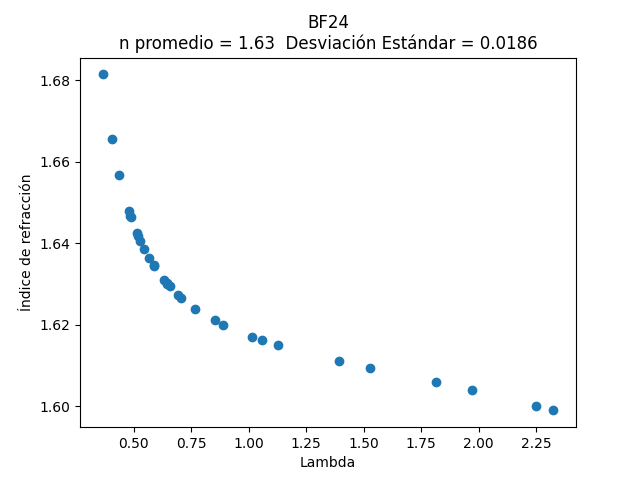 BF24
n promedio = 1.63  Desviación Estándar = 0.0186
1.68
1.66
1.64
1.62
1.60
Índice de refracción
0.50 0.75 1.00 1.25 1.50 1.75 2.00 2.25
Lambda